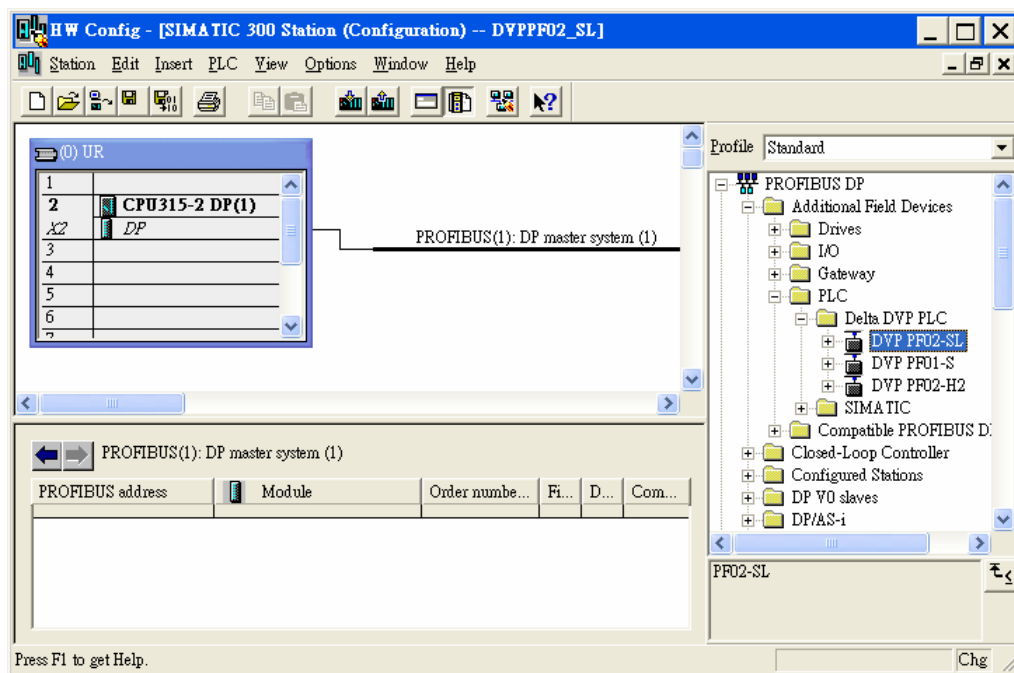 HW Config - [SIMATIC 300 Station (Configuration) -- DVPPF02_SL]
Station Edit Insert PLC View Options Window Help
(0) UR
1
2 CPU315-2 DP(1)
X2 DP
3
4
5
6
7
PROFIBUS(1): DP master system (1)
Profile Standard
PROFIBUS DP
Additional Field Devices
Drives
I/O
Gateway
PLC
Delta DVP PLC
DVP PF02-SL
DVP PF01-S
DVP PF02-H2
SIMATIC
Compatible PROFIBUS D
Closed-Loop Controller
Configured Stations
DP V0 slaves
DP/AS-i
PROFIBUS(1): DP master system (1)
PROFIBUS address Module Order numbe... Fi... D... Com...
PF02-SL
Press F1 to get Help.
Chg